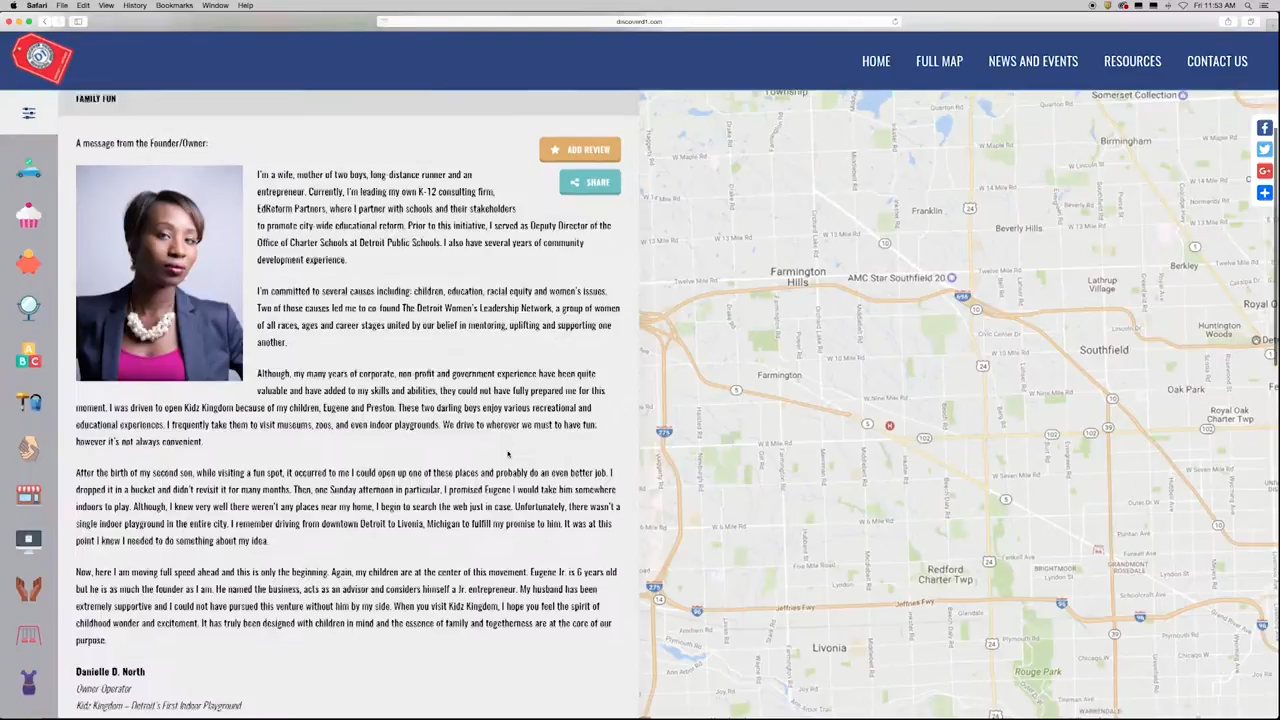 Safari File Edit View History Bookmarks Window Help
Fri 11:53 AM
discoverd1.com
HOME FULL MAP NEWS AND EVENTS RESOURCES CONTACT US
FAMILY FUN
A message from the Founder/Owner:
ADD REVIEW
SHARE
I'm a wife, mother of two boys, long-distance runner and an
entrepreneur. Currently, I'm leading my own K-12 consulting firm,
EdReform Partners, where I partner with schools and their stakeholders
to promote city-wide educational reform. Prior to this initiative, I served as Deputy Director of the
Office of Charter Schools at Detroit Public Schools. I also have several years of community
development experience.
I'm committed to several causes including: children, education, racial equity and women's issues.
Two of those causes led me to co-found The Detroit Women's Leadership Network, a group of women
of all races, ages and career stages united by our belief in mentoring, uplifting and supporting one
another.
Although, my many years of corporate, non-profit and government experience have been quite
valuable and have added to my skills and abilities, they could not have fully prepared me for this
moment. I was driven to open Kidz Kingdom because of my children, Eugene and Preston. These two darling boys enjoy various recreational and
educational experiences. I frequently take them to visit museums, zoos, and even indoor playgrounds. We drive to wherever we must to have fun;
however it's not always convenient.
After the birth of my second son, while visiting a fun spot, it occurred to me I could open up one of these places and probably do an even better job. I
dropped it in a bucket and didn't revisit it for many months. Then, one Sunday afternoon in particular, I promised Eugene I would take him somewhere
indoors to play. Although, I knew very well there weren't any places near my home, I begin to search the web just in case. Unfortunately, there wasn't a
single indoor playground in the entire city. I remember driving from downtown Detroit to Livonia, Michigan to fulfill my promise to him. It was at this
point I knew I needed to do something about my idea.
Now, here I am moving full speed ahead and this is only the beginning. Again, my children are at the center of this movement. Eugene Jr. is 6 years old
but he is as much the founder as I am. He named the business, acts as an advisor and considers himself a Jr. entrepreneur. My husband has been
extremely supportive and I could not have pursued this venture without him by my side. When you visit Kidz Kingdom, I hope you feel the spirit of
childhood wonder and excitement. It has truly been designed with children in mind and the essence of family and togetherness are at the core of our
purpose.
Danielle D. North
Owner-Operator
Kidz Kingdom – Detroit's First Indoor Playground
Township
Somerset Collection
W Maple Rd
Birmingham
Franklin
Beverly Hills
Farmington
Hills
AMC Star Southfield 20
Lathrup
Village
Berkley
Royal O
Huntington
Woods
Southfield
Farmington
Oak Park
Royal Oak
Charter Twp
Redford
Charter Twp
BRIGHTMOOR
GRANDMONT
ROSEDALE
Livonia
Rouge Park
WARRENDALE